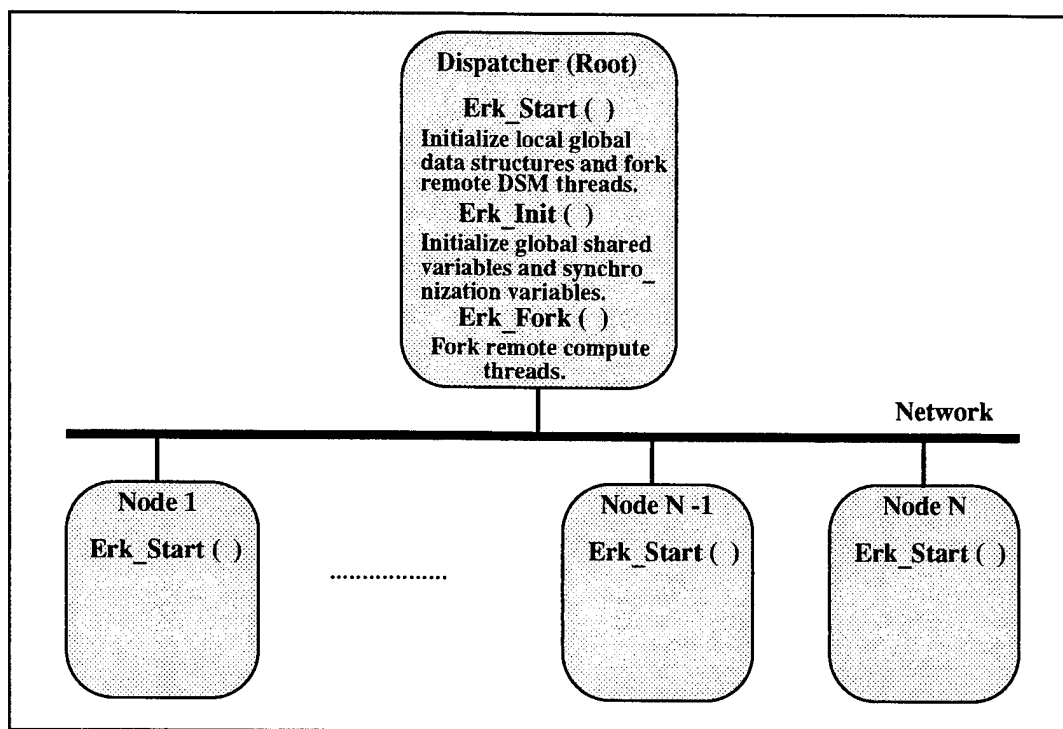 Dispatcher (Root)
Erk_Start ( )
Initialize local global
data structures and fork
remote DSM threads.
Erk_Init ( )
Initialize global shared
variables and synchro_
nization variables.
Erk_Fork ( )
Fork remote compute
threads.
Network
Node 1
Erk_Start ( )
Node N -1
Erk_Start ( )
Node N
Erk_Start ( )